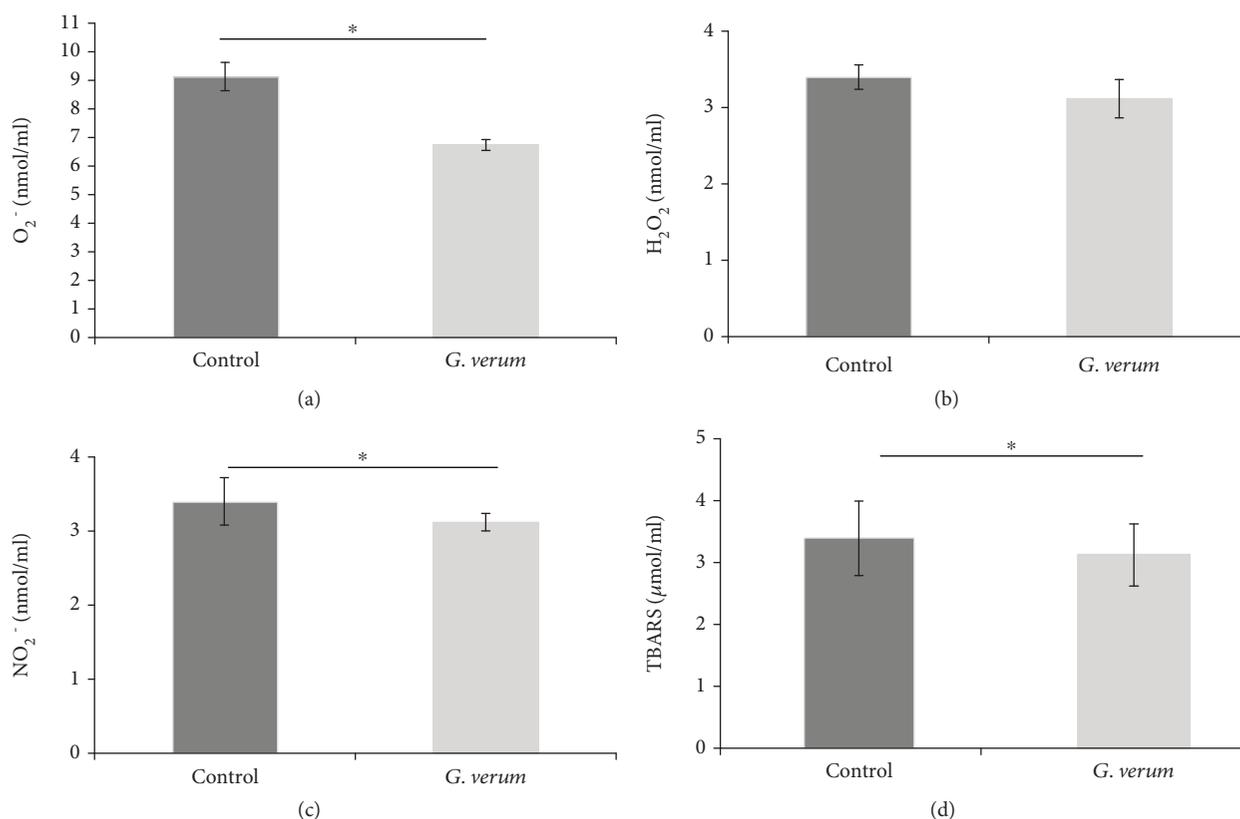 11
10
9
8
7
6
5
4
3
2
1
0
O₂⁻ (nmol/ml)
*
Control
G. verum
(a)
4
3
2
1
0
H₂O₂ (nmol/ml)
Control
G. verum
(b)
4
3
2
1
0
NO₂⁻ (nmol/ml)
*
Control
G. verum
(c)
5
4
3
2
1
0
TBARS (μmol/ml)
*
Control
G. verum
(d)